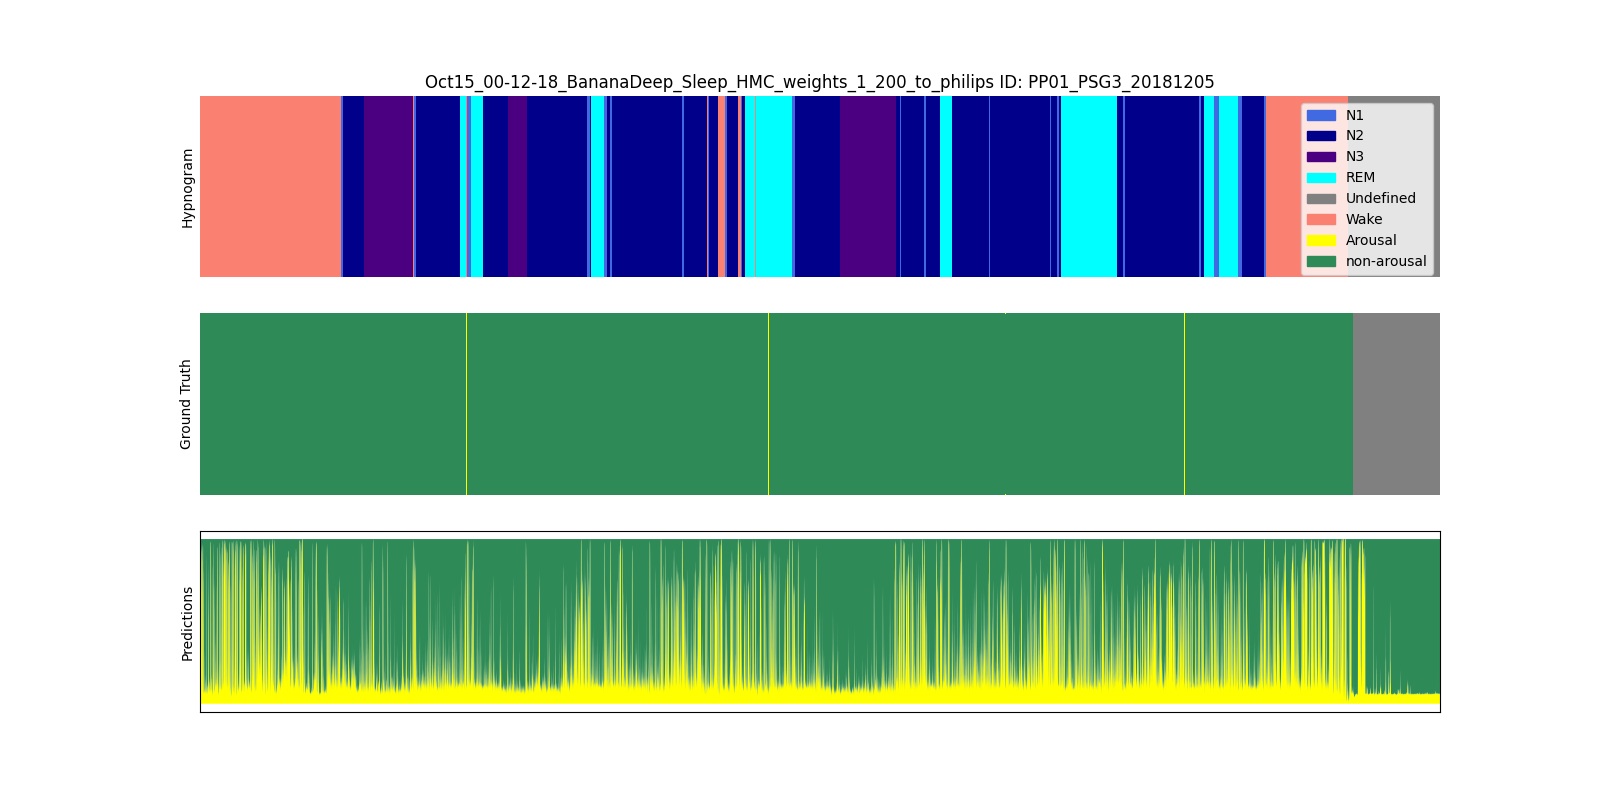 Oct15_00-12-18_BananaDeep_Sleep_HMC_weights_1_200_to_philips ID: PP01_PSG3_20181205
Hypnogram
N1
N2
N3
REM
Undefined
Wake
Arousal
non-arousal
Ground Truth
Predictions